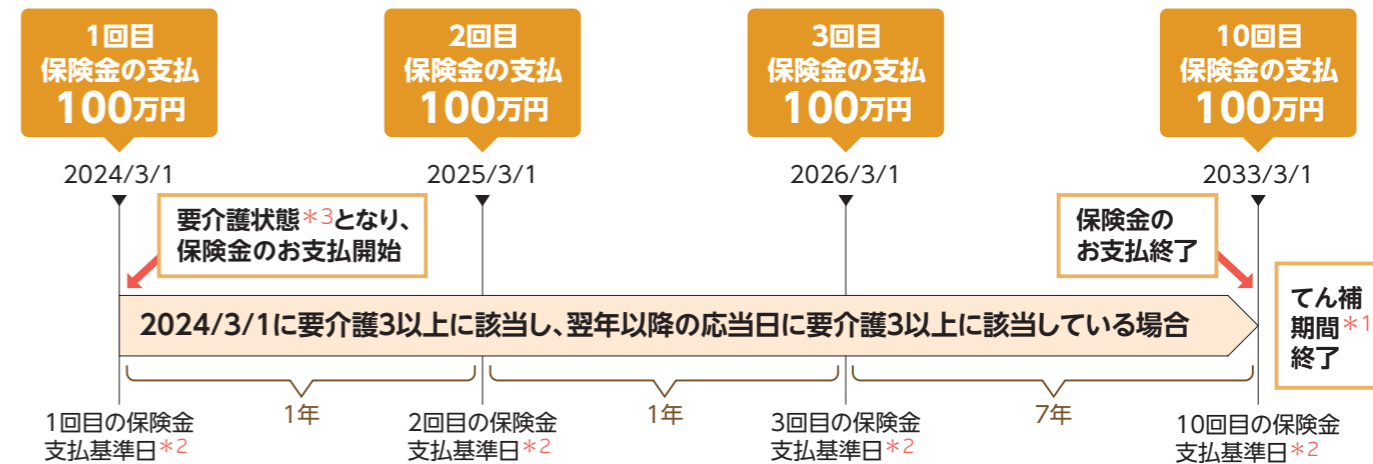 1回目
保険金の支払
100万円
2回目
保険金の支払
100万円
3回目
保険金の支払
100万円
10回目
保険金の支払
100万円
2024/3/1
2025/3/1
2026/3/1
2033/3/1
要介護状態*3となり、
保険金のお支払開始
保険金の
お支払終了
てん補
期間*1
終了
2024/3/1に要介護3以上に該当し、翌年以降の応当日に要介護3以上に該当している場合
1年
1年
7年
1回目の保険金
支払基準日*2
2回目の保険金
支払基準日*2
3回目の保険金
支払基準日*2
10回目の保険金
支払基準日*2